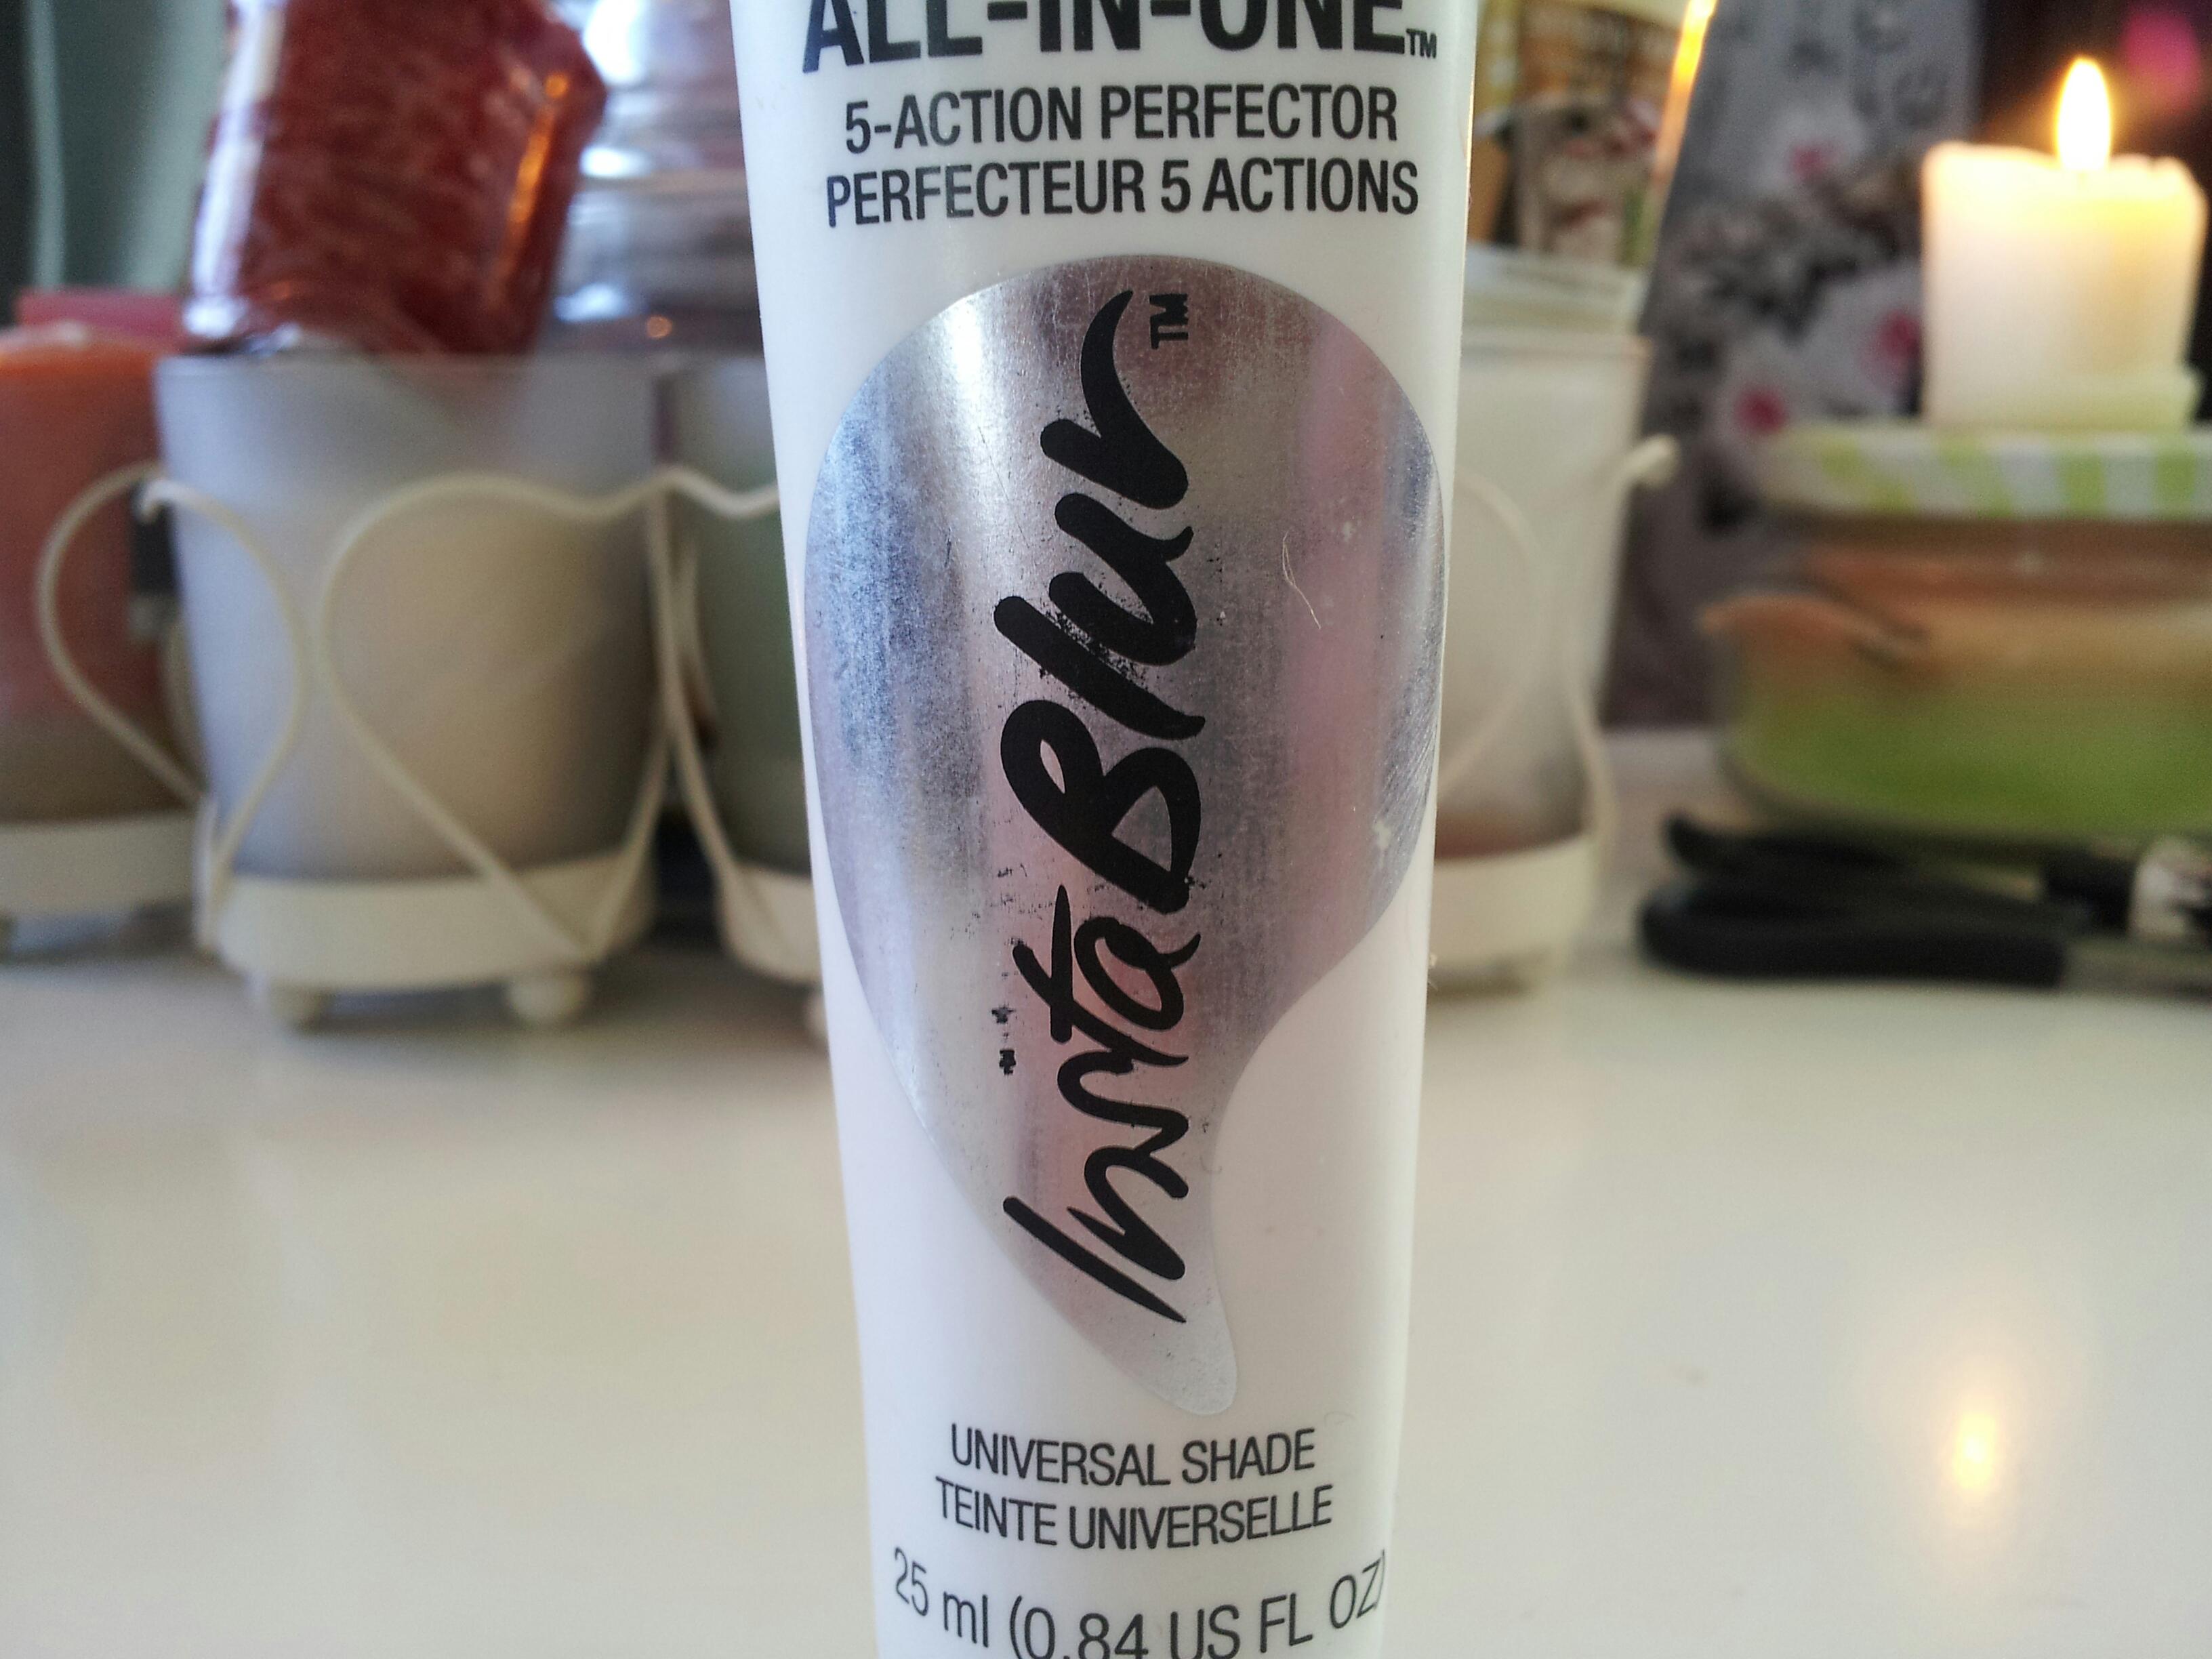 ALL-IN-ONE™
5-ACTION PERFECTOR
PERFECTEUR 5 ACTIONS
InstaBlur™
UNIVERSAL SHADE
TEINTE UNIVERSELLE
25 ml (0.84 US FL OZ)